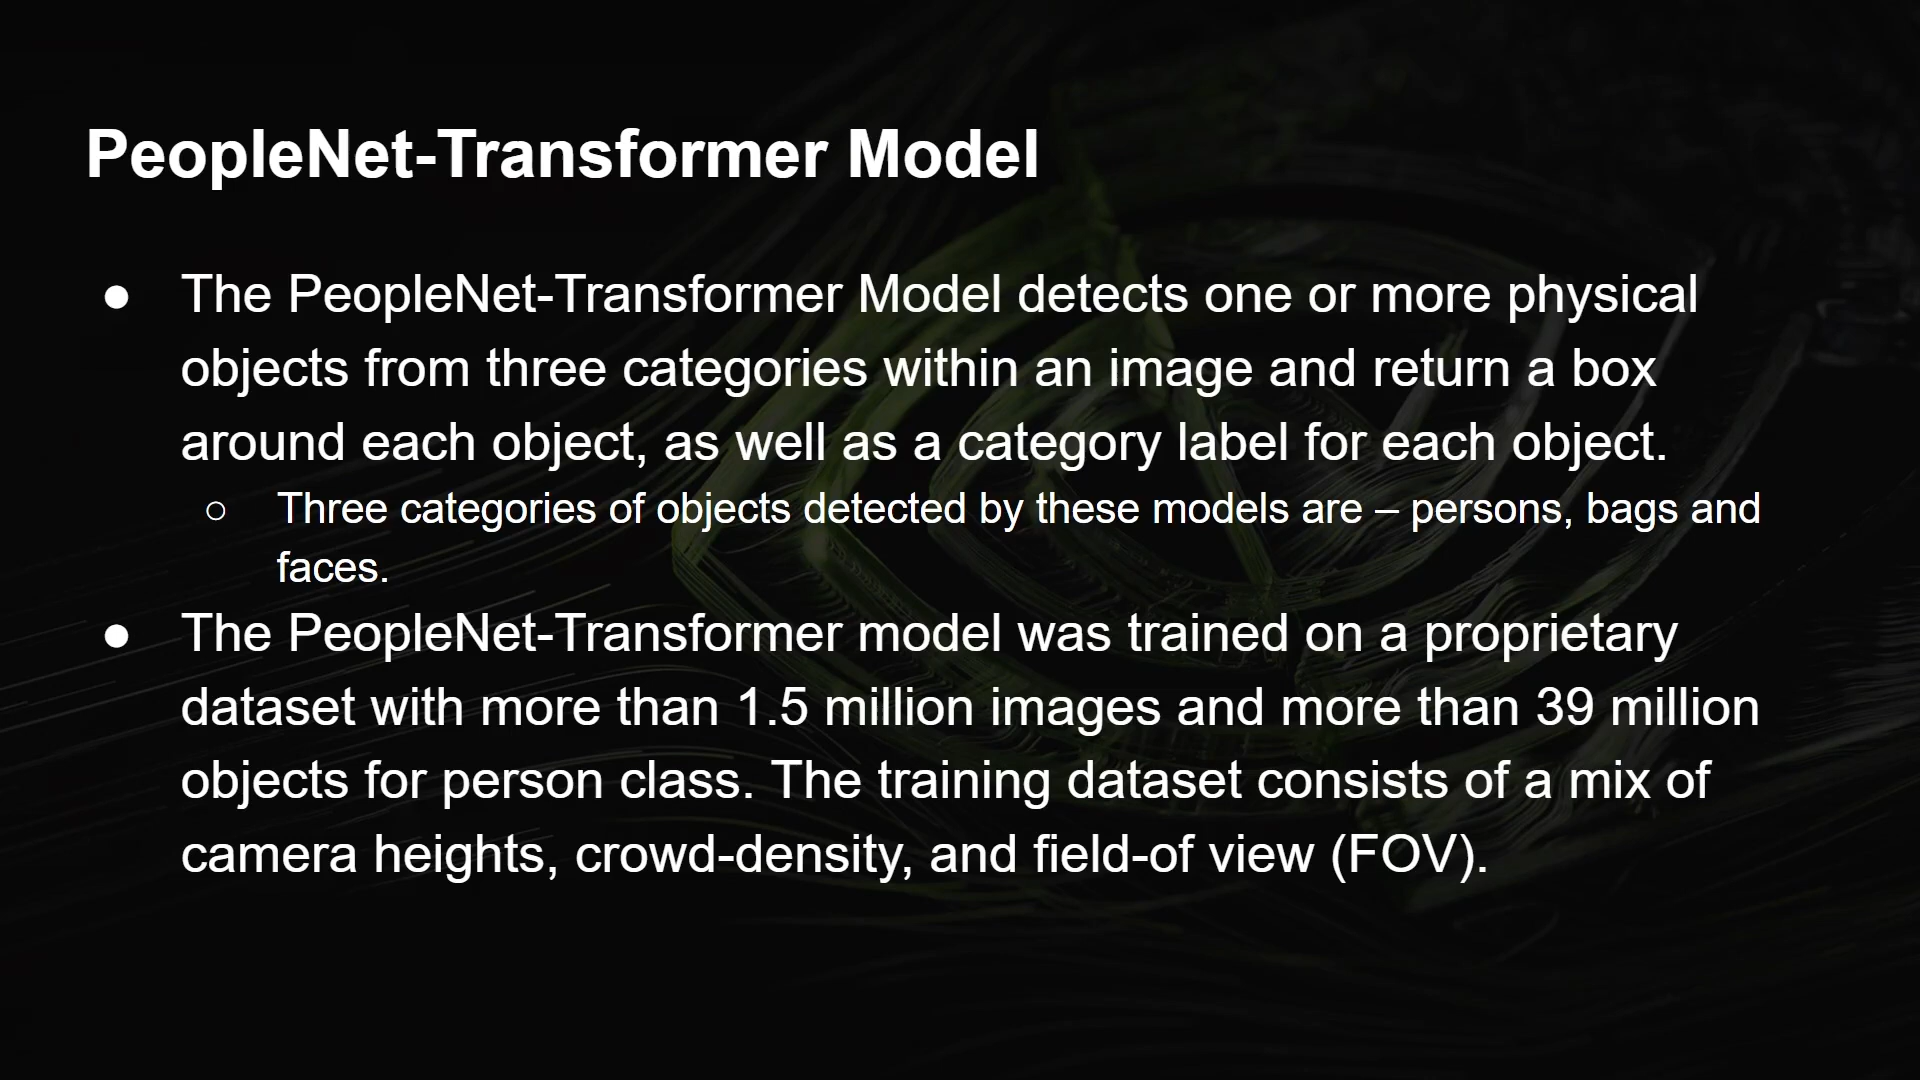 PeopleNet-Transformer Model
● The PeopleNet-Transformer Model detects one or more physical
objects from three categories within an image and return a box
around each object, as well as a category label for each object.
○ Three categories of objects detected by these models are – persons, bags and
faces.
● The PeopleNet-Transformer model was trained on a proprietary
dataset with more than 1.5 million images and more than 39 million
objects for person class. The training dataset consists of a mix of
camera heights, crowd-density, and field-of view (FOV).